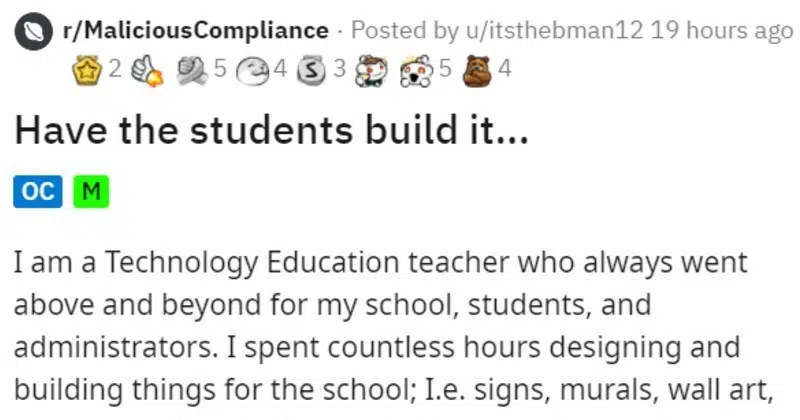 r/MaliciousCompliance · Posted by u/itsthebman12 19 hours ago
2 5 4 S 3 5 4
Have the students build it...
OC M
I am a Technology Education teacher who always went
above and beyond for my school, students, and
administrators. I spent countless hours designing and
building things for the school; I.e. signs, murals, wall art,